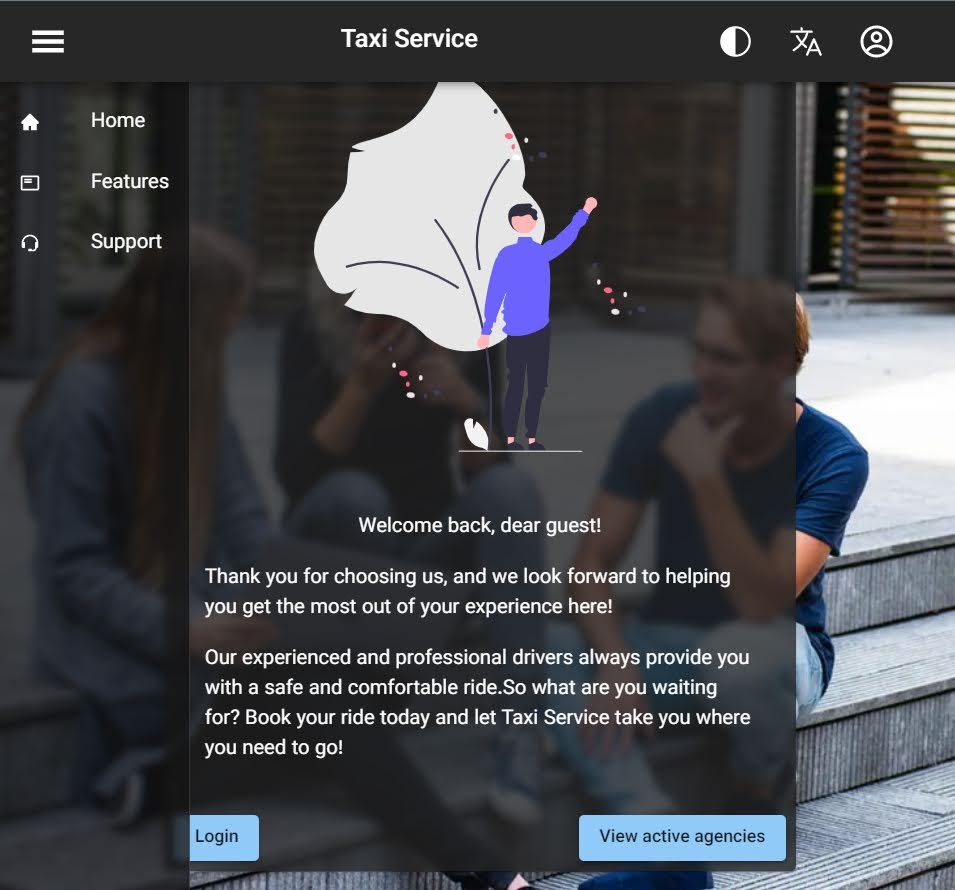 Taxi Service
Home
Features
Support
Welcome back, dear guest!
Thank you for choosing us, and we look forward to helping
you get the most out of your experience here!
Our experienced and professional drivers always provide you
with a safe and comfortable ride.So what are you waiting
for? Book your ride today and let Taxi Service take you where
you need to go!
Login
View active agencies